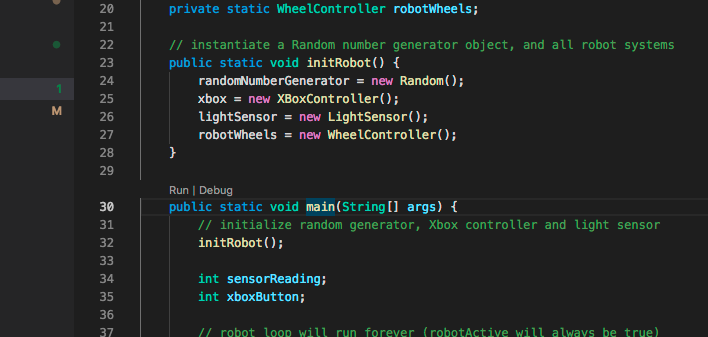 20 private static WheelController robotWheels;
21
22 // instantiate a Random number generator object, and all robot systems
23 public static void initRobot() {
24 randomNumberGenerator = new Random();
1
25 xbox = new XBoxController();
M
26 lightSensor = new LightSensor();
27 robotWheels = new WheelController();
28 }
29
Run | Debug
30 public static void main(String[] args) {
31 // initialize random generator, Xbox controller and light sensor
32 initRobot();
33
34 int sensorReading;
35 int xboxButton;
36
37 // robot loop will run forever (robotActive will always be true)